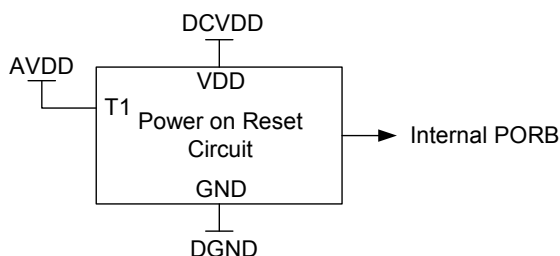 DCVDD
AVDD
VDD
T1
Power on Reset
Circuit
Internal PORB
GND
DGND